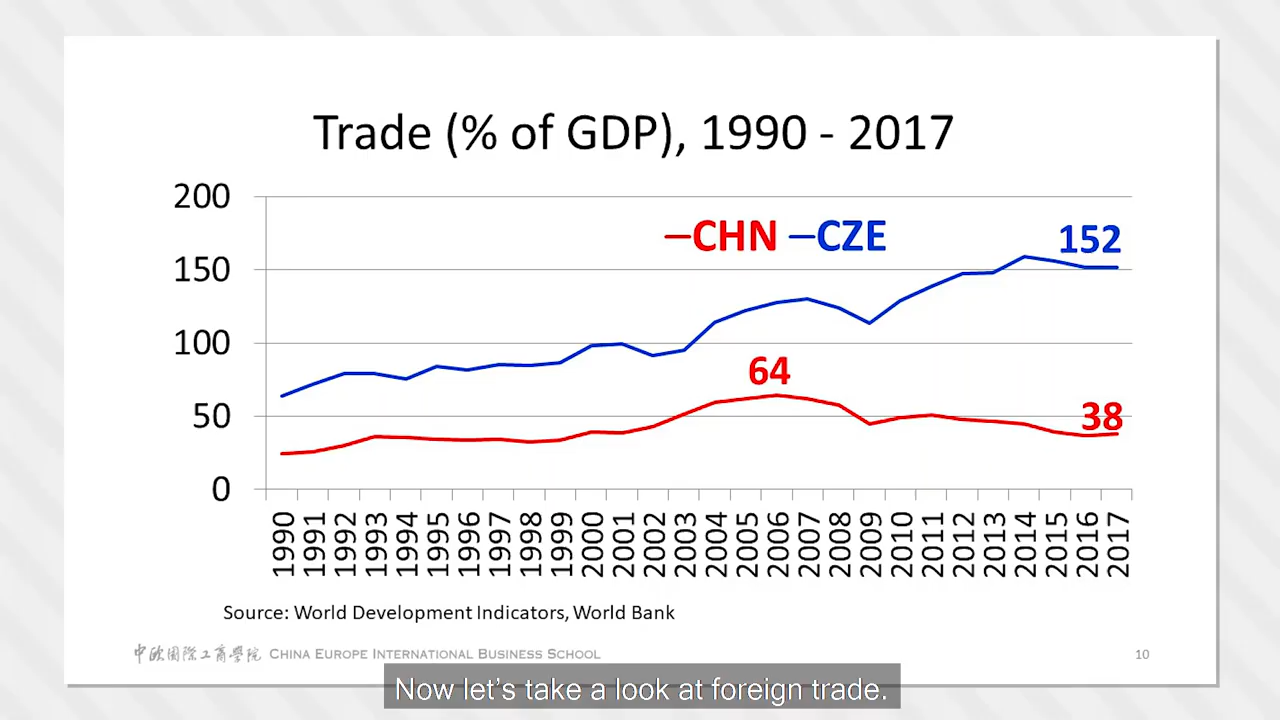 Trade (% of GDP), 1990 - 2017
200
CHN CZE
152
150
100
64
50
38
0
1990 1991 1992 1993 1994 1995 1996 1997 1998 1999 2000 2001 2002 2003 2004 2005 2006 2007 2008 2009 2010 2011 2012 2013 2014 2015 2016 2017
Source: World Development Indicators, World Bank
中欧国際工商學院 CHINA EUROPE INTERNATIONAL BUSINESS SCHOOL 10
Now let's take a look at foreign trade.